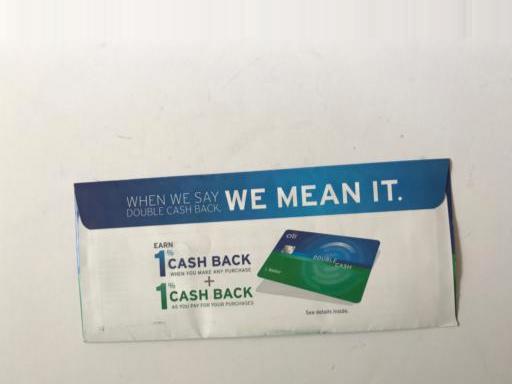 WHEN WE SAY
DOUBLE CASH BACK,
WE MEAN IT.
EARN
1% CASH BACK
WHEN YOU MAKE ANY PURCHASE
+
1% CASH BACK
AS YOU PAY FOR YOUR PURCHASES
citi
DOUBLE
CASH
See details inside.